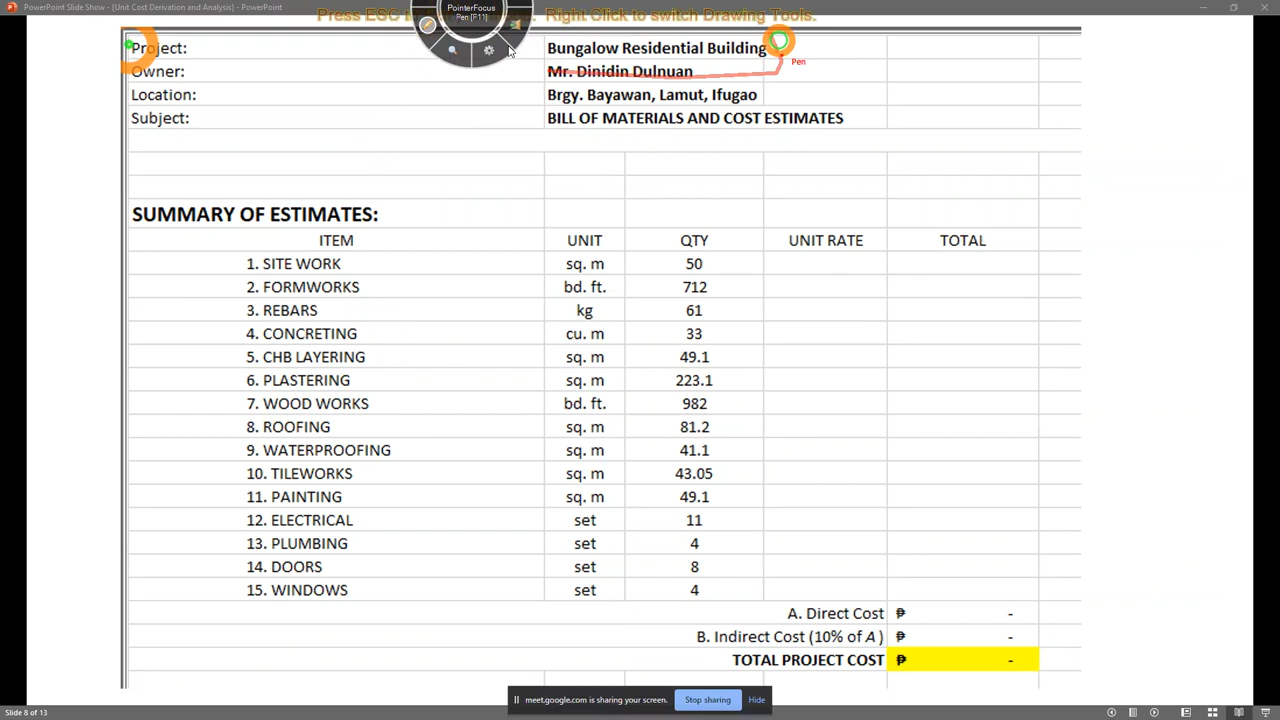 PowerPoint Slide Show - [Unit Cost Derivation and Analysis] - PowerPoint
Press ESC to
Right Click to switch Drawing Tools.
PointerFocus
Pen [F11]
Project: Bungalow Residential Building
Pen
Owner: Mr. Dinidin Dulnuan
Location: Brgy. Bayawan, Lamut, Ifugao
Subject: BILL OF MATERIALS AND COST ESTIMATES
SUMMARY OF ESTIMATES:
ITEM UNIT QTY UNIT RATE TOTAL
1. SITE WORK sq. m 50
2. FORMWORKS bd. ft. 712
3. REBARS kg 61
4. CONCRETING cu. m 33
5. CHB LAYERING sq. m 49.1
6. PLASTERING sq. m 223.1
7. WOOD WORKS bd. ft. 982
8. ROOFING sq. m 81.2
9. WATERPROOFING sq. m 41.1
10. TILEWORKS sq. m 43.05
11. PAINTING sq. m 49.1
12. ELECTRICAL set 11
13. PLUMBING set 4
14. DOORS set 8
15. WINDOWS set 4
A. Direct Cost ₱ -
B. Indirect Cost (10% of A ) ₱ -
TOTAL PROJECT COST ₱ -
meet.google.com is sharing your screen. Stop sharing Hide
Slide 8 of 13